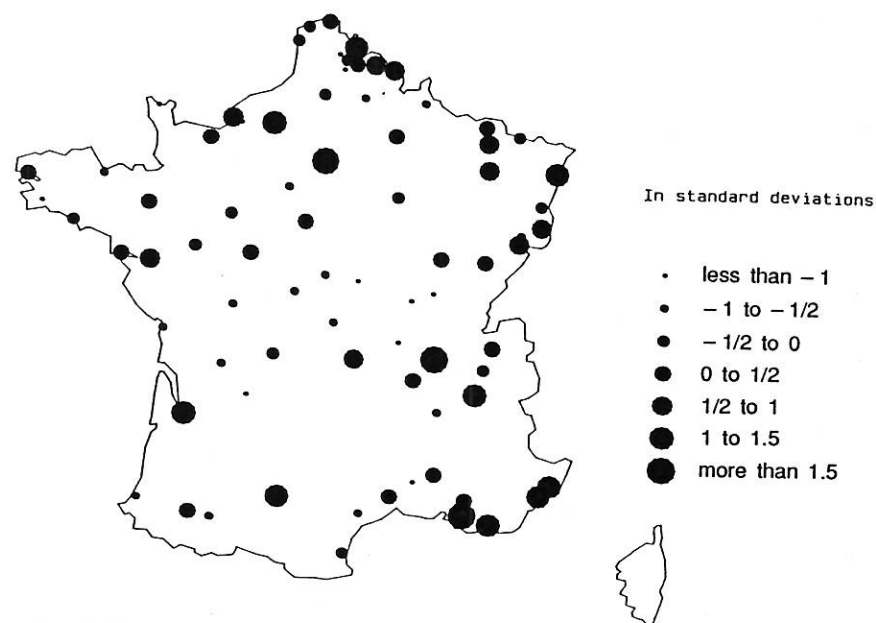 In standard deviations
less than – 1
– 1 to – 1/2
– 1/2 to 0
0 to 1/2
1/2 to 1
1 to 1.5
more than 1.5